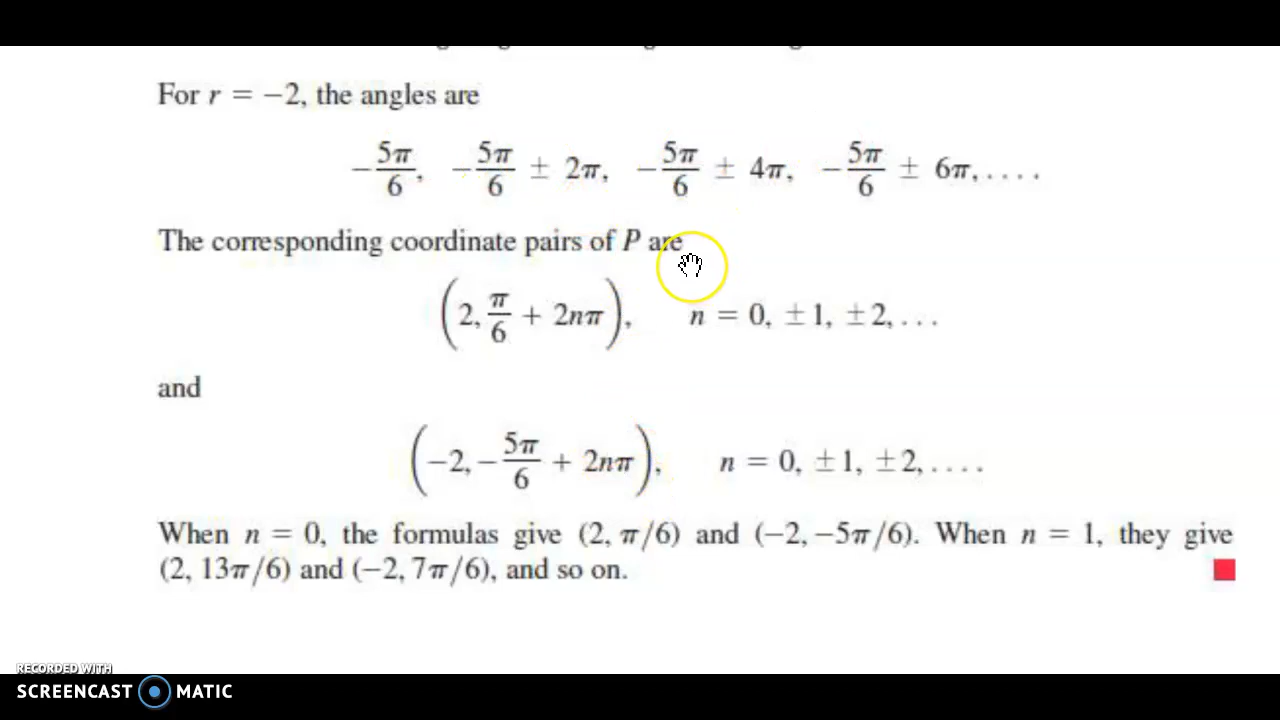 For r = −2, the angles are
−5π/6, −5π/6 ± 2π, −5π/6 ± 4π, −5π/6 ± 6π, . . . .
The corresponding coordinate pairs of P are
(2, π/6 + 2nπ), n = 0, ±1, ±2, . . .
and
(−2, −5π/6 + 2nπ), n = 0, ±1, ±2, . . . .
When n = 0, the formulas give (2, π/6) and (−2, −5π/6). When n = 1, they give
(2, 13π/6) and (−2, 7π/6), and so on.
RECORDED WITH
SCREENCAST MATIC